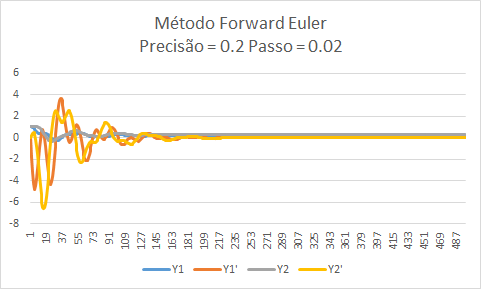 Método Forward Euler
Precisão = 0.2 Passo = 0.02
6
4
2
0
-2
-4
-6
-8
1 19 37 55 73 91 109 127 145 163 181 199 217 235 253 271 289 307 325 343 361 379 397 415 433 451 469 487
Y1 Y1' Y2 Y2'